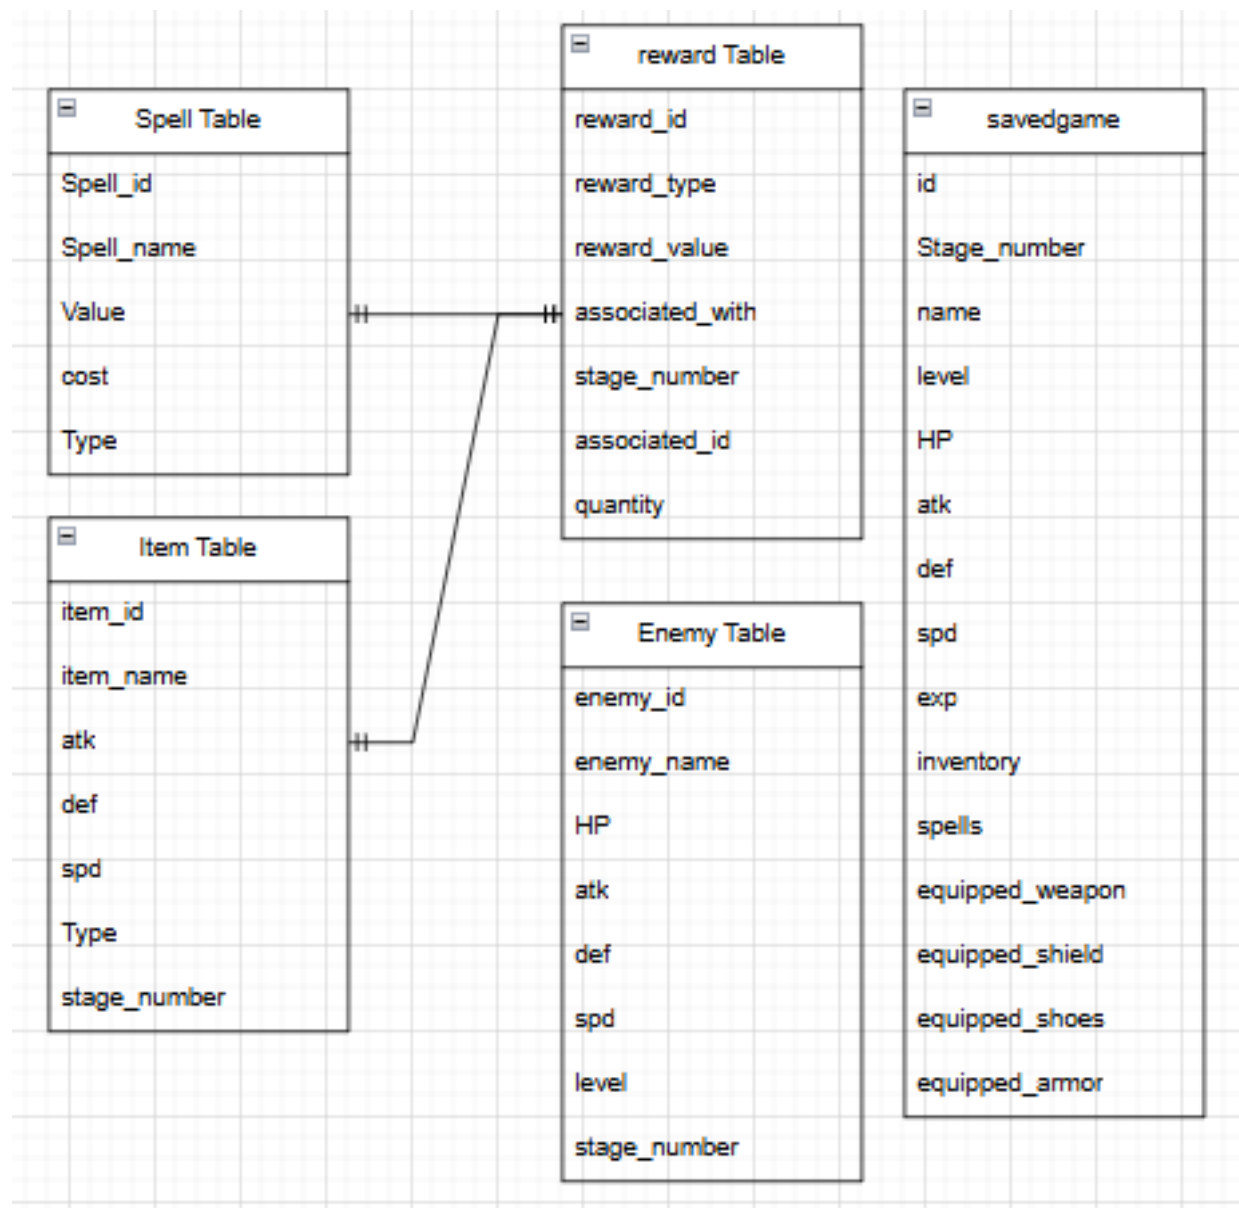 Spell Table
Spell_id
Spell_name
Value
cost
Type
Item Table
item_id
item_name
atk
def
spd
Type
stage_number
reward Table
reward_id
reward_type
reward_value
associated_with
stage_number
associated_id
quantity
Enemy Table
enemy_id
enemy_name
HP
atk
def
spd
level
stage_number
savedgame
id
Stage_number
name
level
HP
atk
def
spd
exp
inventory
spells
equipped_weapon
equipped_shield
equipped_shoes
equipped_armor